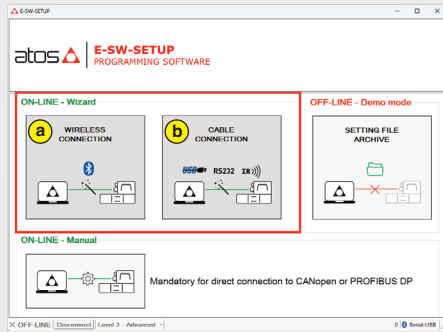 E-SW-SETUP
atos
E-SW-SETUP
PROGRAMMING SOFTWARE
ON-LINE - Wizard
OFF-LINE - Demo mode
a
WIRELESS
CONNECTION
b
CABLE
CONNECTION
USB RS232 IR
SETTING FILE
ARCHIVE
ON-LINE - Manual
Mandatory for direct connection to CANopen or PROFIBUS DP
OFF-LINE Disconnect Level 2 - Advanced
0 Serial-USB